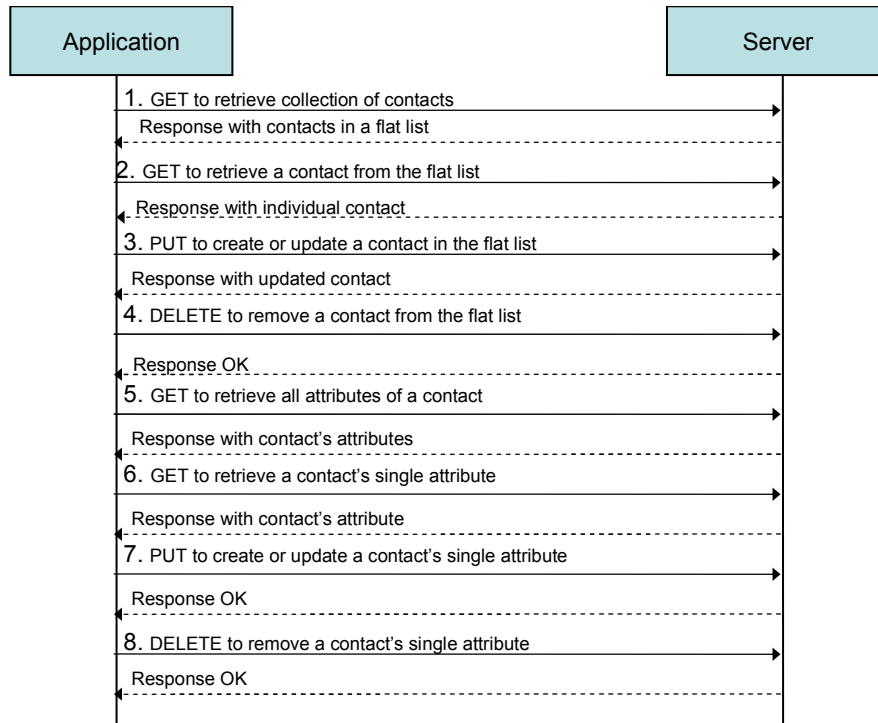 Application
Server
1. GET to retrieve collection of contacts
Response with contacts in a flat list
2. GET to retrieve a contact from the flat list
Response with individual contact
3. PUT to create or update a contact in the flat list
Response with updated contact
4. DELETE to remove a contact from the flat list
Response OK
5. GET to retrieve all attributes of a contact
Response with contact’s attributes
6. GET to retrieve a contact’s single attribute
Response with contact’s attribute
7. PUT to create or update a contact’s single attribute
Response OK
8. DELETE to remove a contact’s single attribute
Response OK